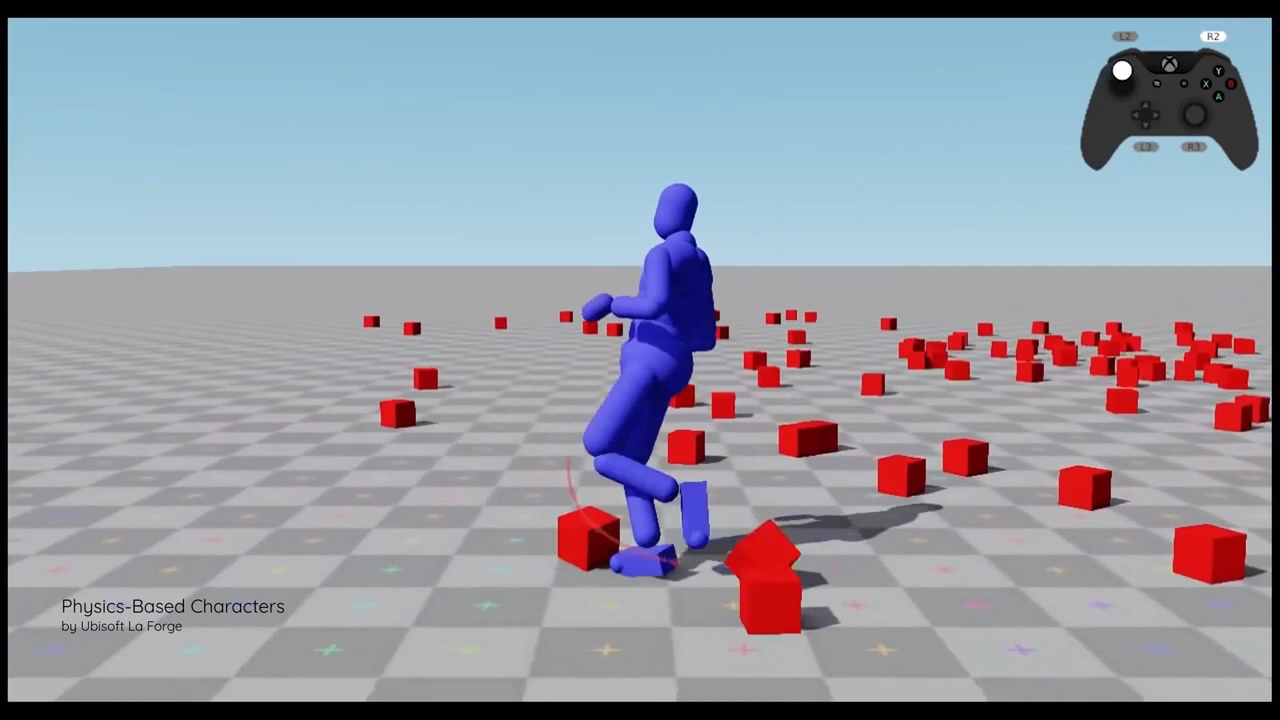 L2
R2
Y
X
B
A
L3
R3
Physics-Based Characters
by Ubisoft La Forge